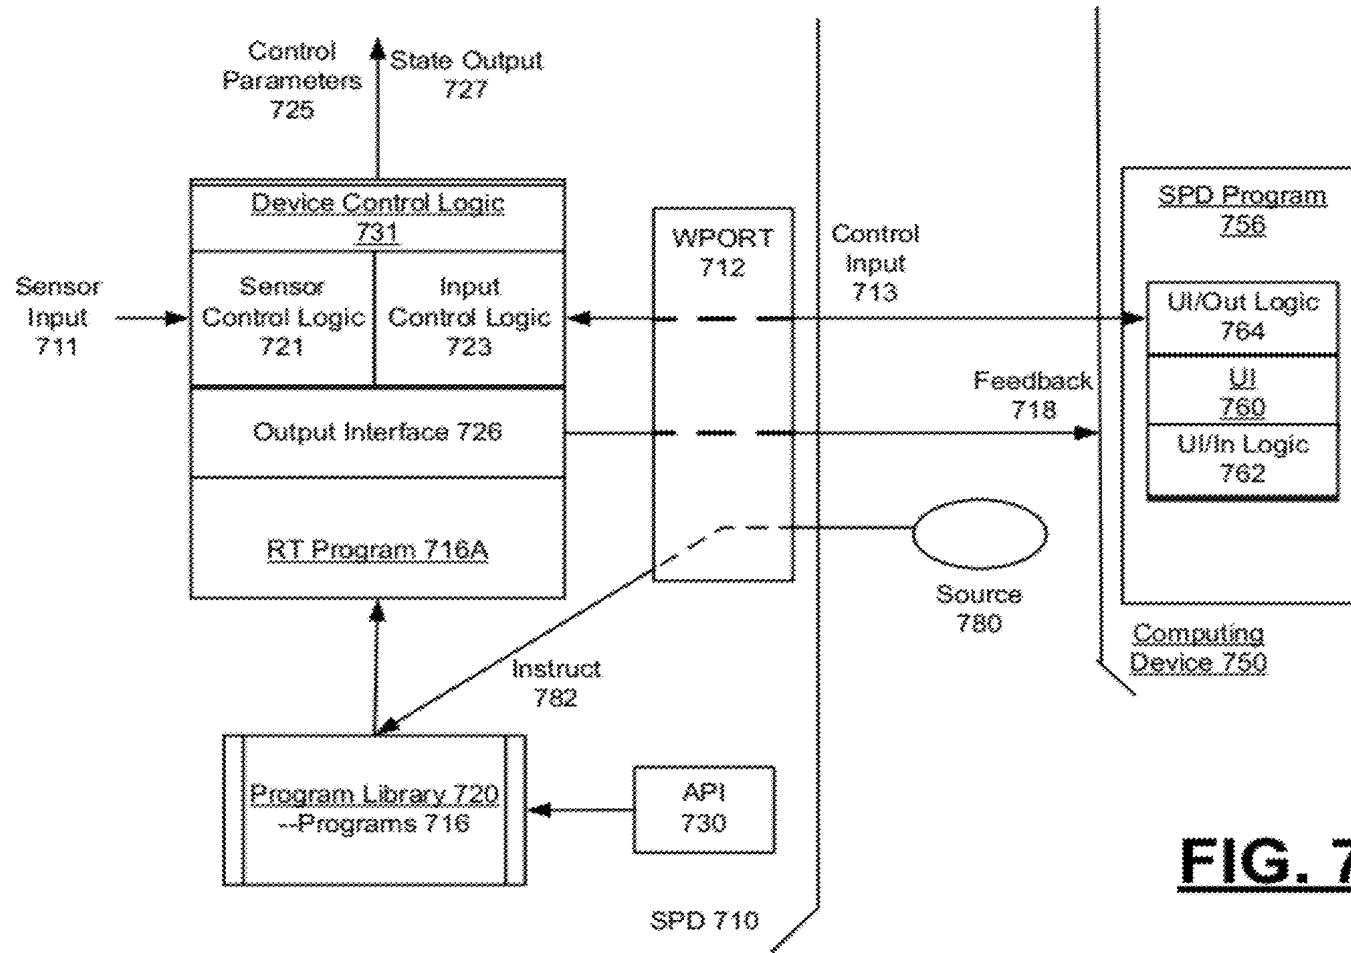 Control
Parameters
725
State Output
727
Device Control Logic
731
Sensor
Input
711
Sensor
Control Logic
721
Input
Control Logic
723
WPORT
712
Control
Input
713
SPD Program
756
UI/Out Logic
764
UI
760
UI/In Logic
762
Output Interface 726
Feedback
718
RT Program 716A
Source
780
Computing
Device 750
Instruct
782
Program Library 720
--Programs 716
API
730
SPD 710
FIG. 7